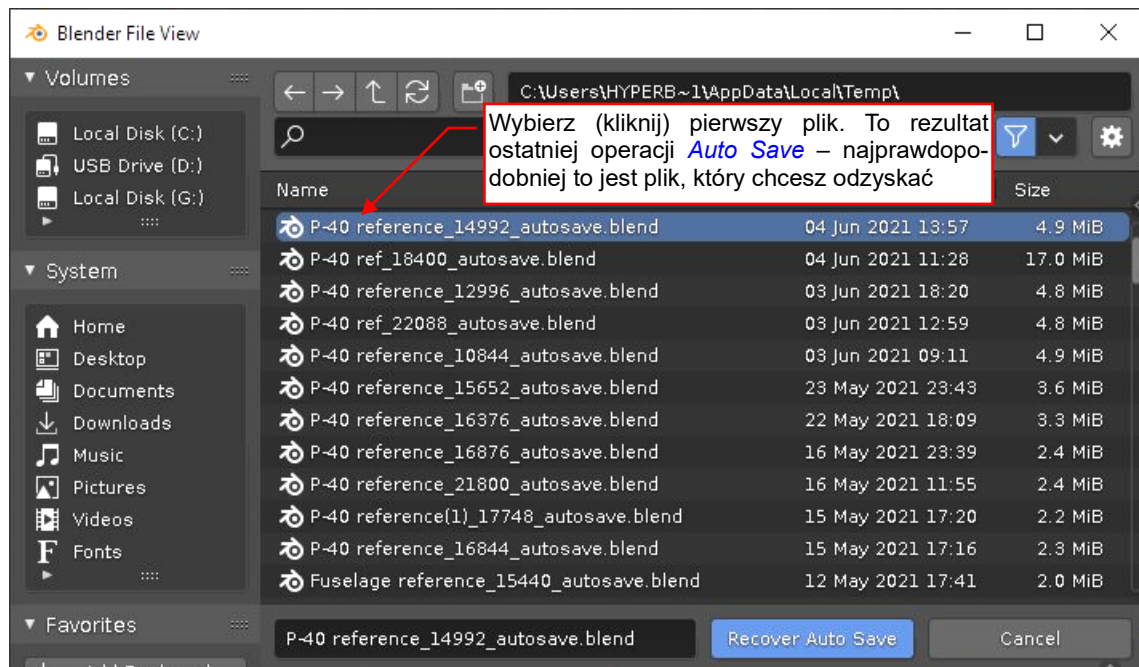 Blender File View
Volumes
Local Disk (C:)
USB Drive (D:)
Local Disk (G:)
System
Home
Desktop
Documents
Downloads
Music
Pictures
Videos
Fonts
Favorites
C:\Users\HYPERB~1\AppData\Local\Temp\
Wybierz (kliknij) pierwszy plik. To rezultat
ostatniej operacji Auto Save – najprawdopo-
dobniej to jest plik, który chcesz odzyskać
Name Size
P-40 reference_14992_autosave.blend 04 Jun 2021 13:57 4.9 MiB
P-40 ref_18400_autosave.blend 04 Jun 2021 11:28 17.0 MiB
P-40 reference_12996_autosave.blend 03 Jun 2021 18:20 4.8 MiB
P-40 ref_22088_autosave.blend 03 Jun 2021 12:59 4.8 MiB
P-40 reference_10844_autosave.blend 03 Jun 2021 09:11 4.9 MiB
P-40 reference_15652_autosave.blend 23 May 2021 23:43 3.6 MiB
P-40 reference_16376_autosave.blend 22 May 2021 18:09 3.3 MiB
P-40 reference_16876_autosave.blend 16 May 2021 23:39 2.4 MiB
P-40 reference_21800_autosave.blend 16 May 2021 11:55 2.4 MiB
P-40 reference(1)_17748_autosave.blend 15 May 2021 17:20 2.2 MiB
P-40 reference_16844_autosave.blend 15 May 2021 17:16 2.3 MiB
Fuselage reference_15440_autosave.blend 12 May 2021 17:41 2.0 MiB
P-40 reference_14992_autosave.blend Recover Auto Save Cancel